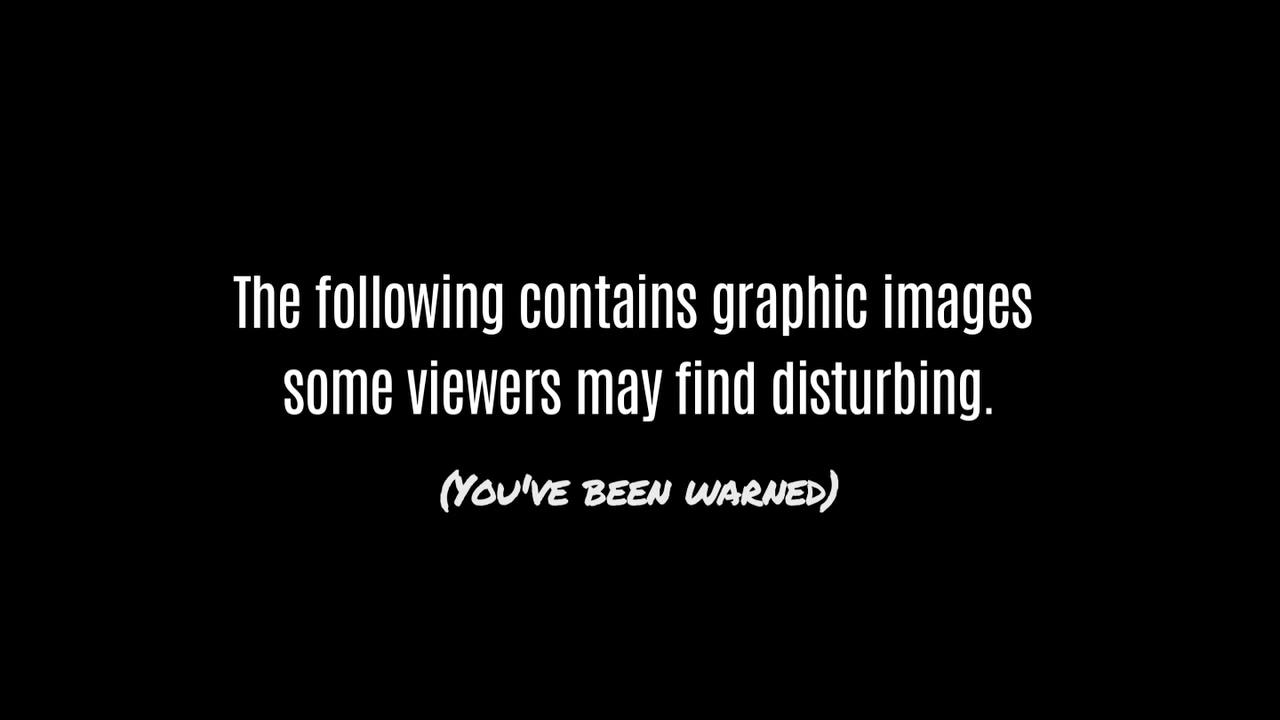 The following contains graphic images
some viewers may find disturbing.
(You've been warned)